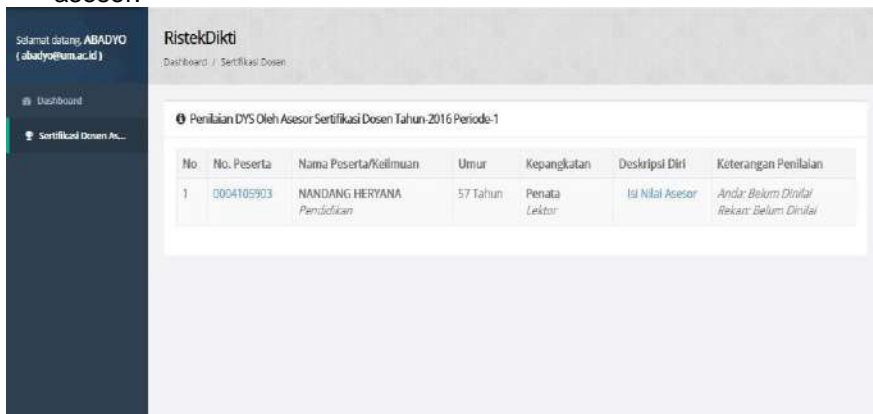 asesor.
Selamat datang, ABADYO
( abadyo@um.ac.id )
RistekDikti
Dashboard / Sertifikasi Dosen
Dashboard
Sertifikasi Dosen As...
Penilaian DYS Oleh Asesor Sertifikasi Dosen Tahun-2016 Periode-1
No No. Peserta Nama Peserta/Keilmuan Umur Kepangkatan Deskripsi Diri Keterangan Penilaian
1 0004105903 NANDANG HERYANA 57 Tahun Penata Isi Nilai Asesor Anda: Belum Dinilai
Pendidikan Lektor Rekan: Belum Dinilai